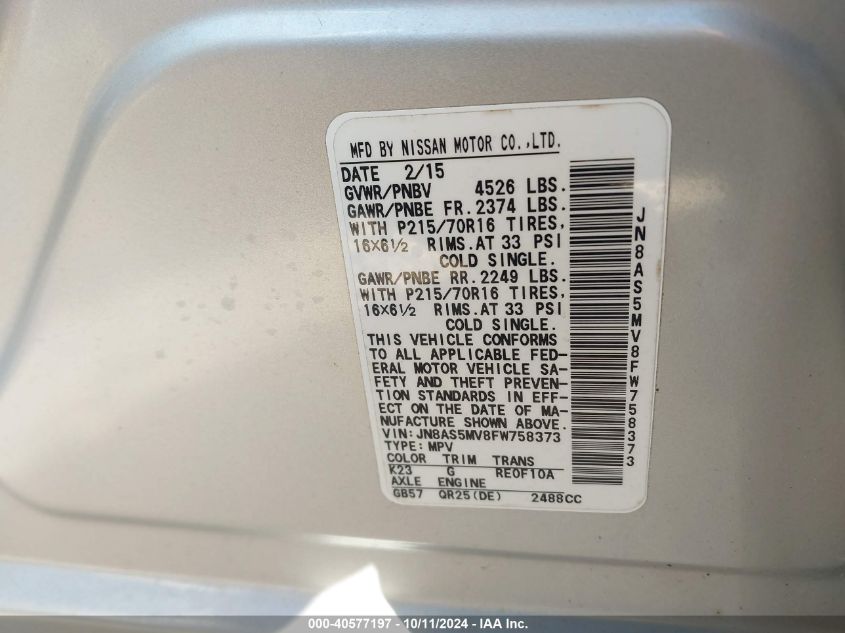 MFD BY NISSAN MOTOR CO.,LTD.
DATE 2/15
GVWR/PNBV 4526 LBS.
GAWR/PNBE FR. 2374 LBS.
WITH P215/70R16 TIRES,
16X6½ RIMS.AT 33 PSI
COLD SINGLE.
GAWR/PNBE RR. 2249 LBS.
WITH P215/70R16 TIRES,
16X6½ RIMS.AT 33 PSI
COLD SINGLE.
THIS VEHICLE CONFORMS
TO ALL APPLICABLE FED-
ERAL MOTOR VEHICLE SA-
FETY AND THEFT PREVEN-
TION STANDARDS IN EFF-
ECT ON THE DATE OF MA-
NUFACTURE SHOWN ABOVE.
VIN: JN8AS5MV8FW758373
TYPE: MPV
COLOR TRIM TRANS
K23 G RE0F10A
AXLE ENGINE
GB57 QR25(DE) 2488CC
JN8AS5MV8FW758373
000-40577197 - 10/11/2024 - IAA Inc.